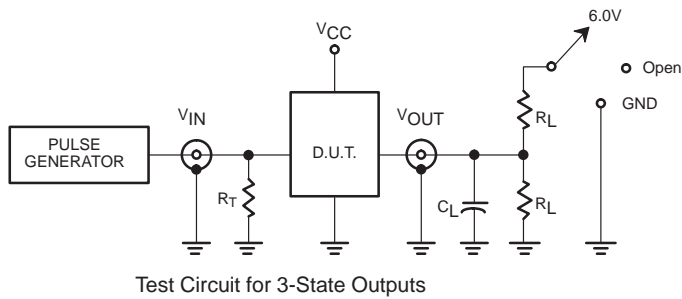 6.0V
VCC
Open
VIN
VOUT
RL
GND
PULSE
GENERATOR
D.U.T.
RT
CL
RL
Test Circuit for 3-State Outputs